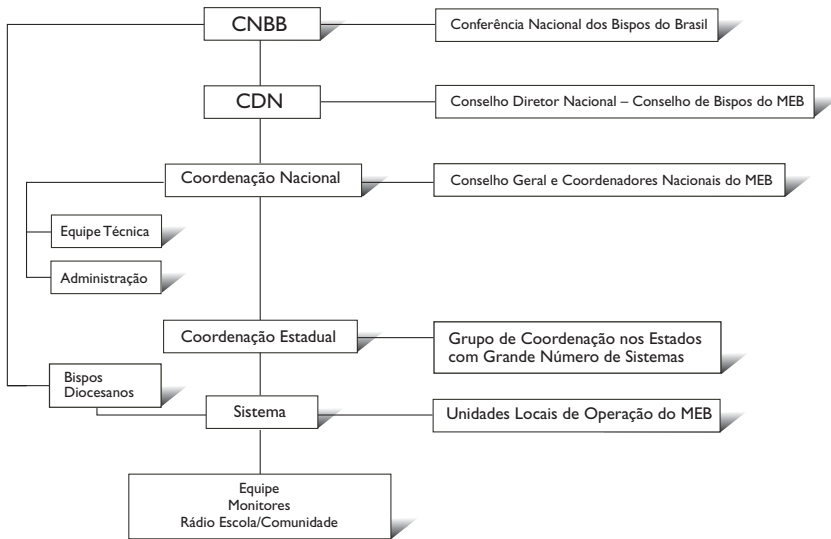 CNBB
Conferência Nacional dos Bispos do Brasil
CDN
Conselho Diretor Nacional – Conselho de Bispos do MEB
Coordenação Nacional
Conselho Geral e Coordenadores Nacionais do MEB
Equipe Técnica
Administração
Coordenação Estadual
Grupo de Coordenação nos Estados
com Grande Número de Sistemas
Bispos
Diocesanos
Sistema
Unidades Locais de Operação do MEB
Equipe
Monitores
Rádio Escola/Comunidade